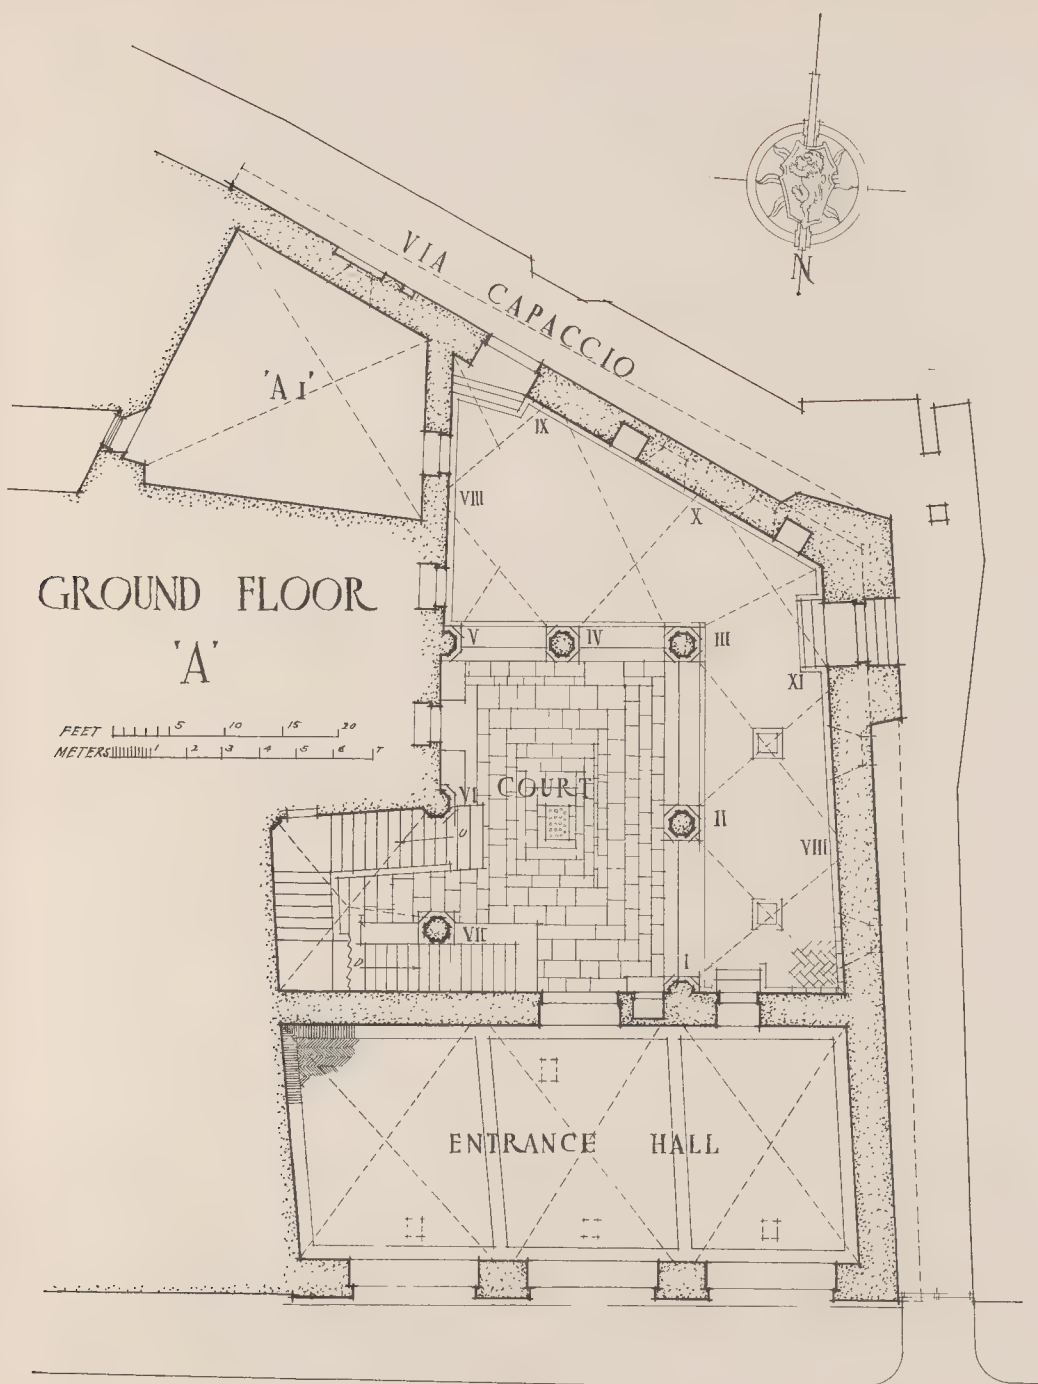 N
VIA CAPACCIO
'A1'
IX
VIII
X
GROUND FLOOR
'A'
V
IV
III
XI
FEET 5 10 15 20
METERS 1 2 3 4 5 6 7
COURT
VI
II
VIII
U
VII
D
I
ENTRANCE HALL